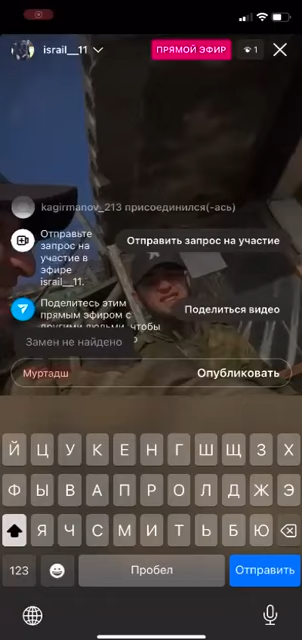 israil__11
ПРЯМОЙ ЭФИР
1
kagirmanov_213 присоединился(-ась)
Отправьте
запрос на
участие в
эфире
israil__11.
Отправить запрос на участие
Поделитесь этим
прямым эфиром с
другими людьми, чтобы
Поделиться видео
Замен не найдено
Муртадш
Опубликовать
Й Ц У К Е Н Г Ш Щ З Х
Ф Ы В А П Р О Л Д Ж Э
Я Ч С М И Т Ь Б Ю
123
Пробел
Отправить